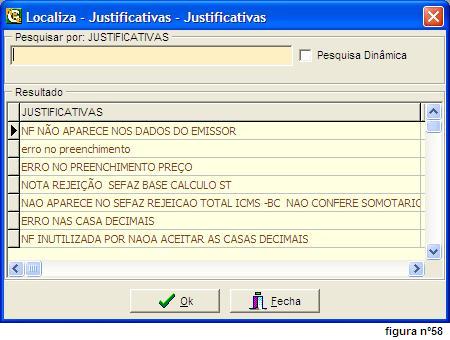 Localiza - Justificativas - Justificativas
Pesquisar por: JUSTIFICATIVAS
Pesquisa Dinâmica
Resultado
JUSTIFICATIVAS
NF NÃO APARECE NOS DADOS DO EMISSOR
erro no preenchimento
ERRO NO PREENCHIMENTO PREÇO
NOTA REJEIÇÃO SEFAZ BASE CALCULO ST
NAO APARECE NO SEFAZ REJEICAO TOTAL ICMS -BC NAO CONFERE SOMOTARIO
ERRO NAS CASA DECIMAIS
NF INUTILIZADA POR NAOA ACEITAR AS CASAS DECIMAIS
Ok Fecha
figura nº58